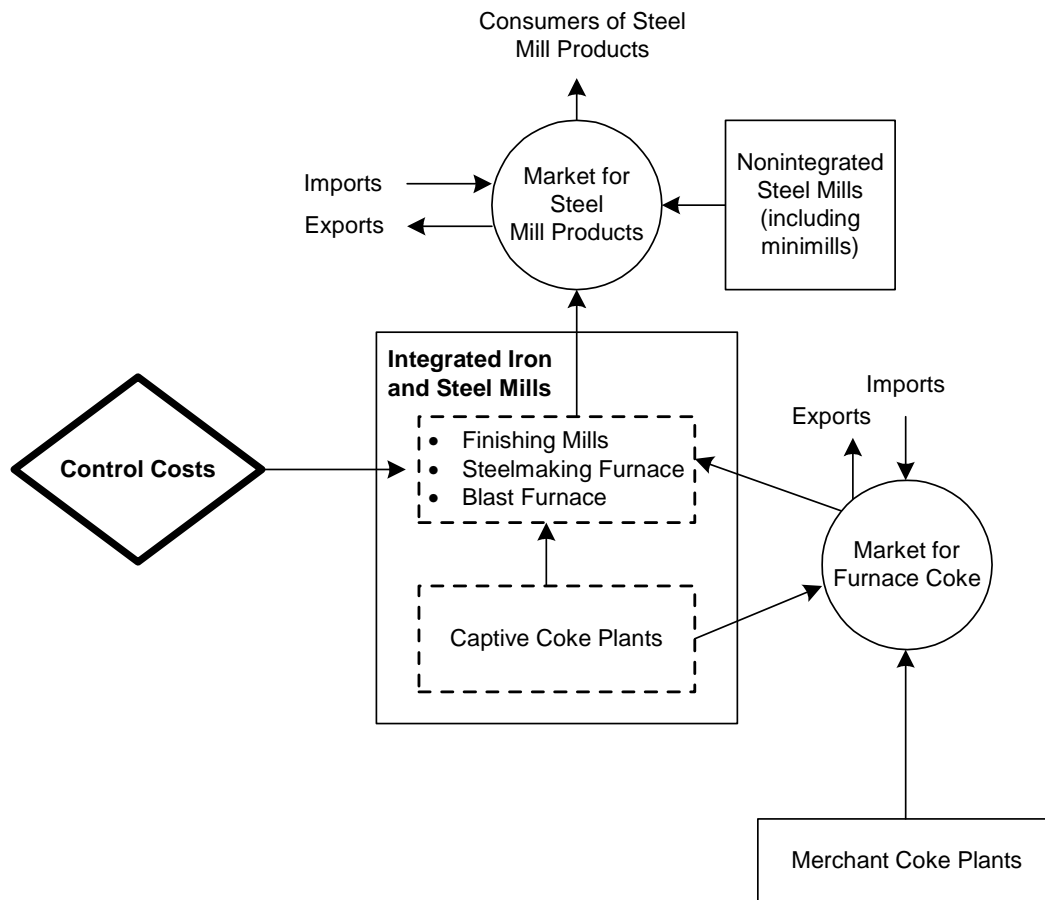 Consumers of Steel
Mill Products
Imports
Exports
Market for
Steel
Mill Products
Nonintegrated
Steel Mills
(including
minimills)
Integrated Iron
and Steel Mills
• Finishing Mills
• Steelmaking Furnace
• Blast Furnace
Control Costs
Imports
Exports
Market for
Furnace Coke
Captive Coke Plants
Merchant Coke Plants